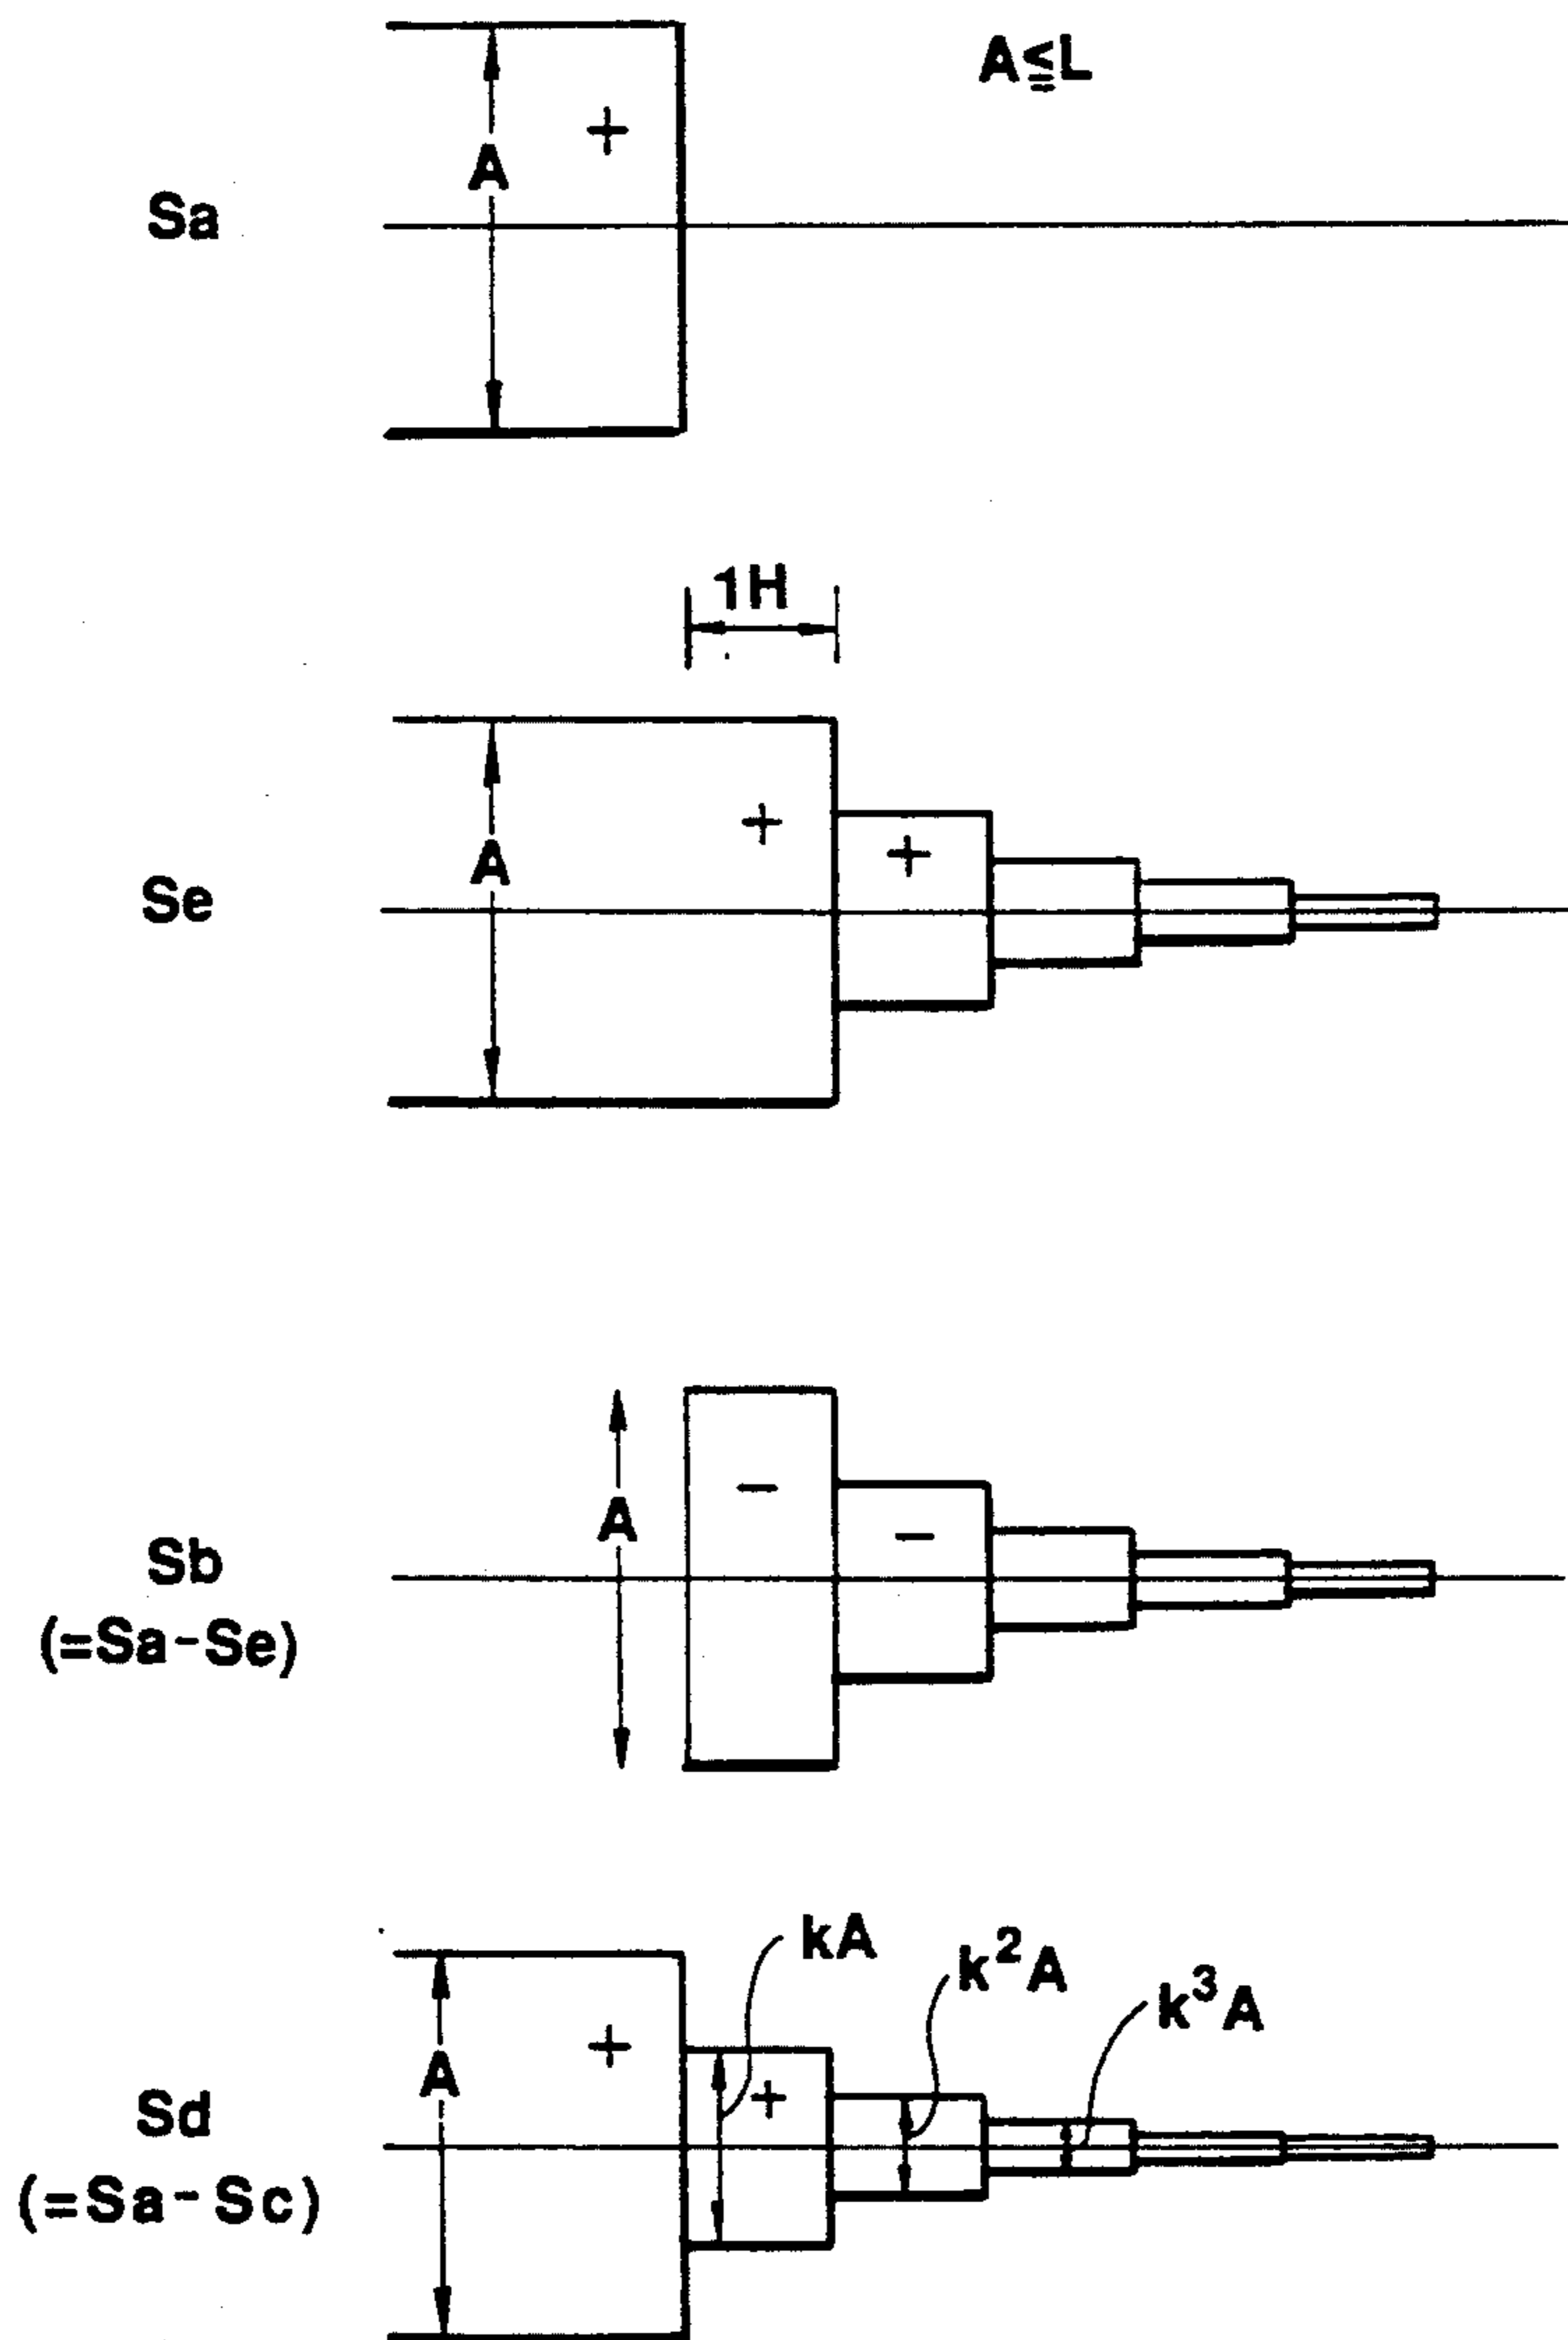 A≦L
+
A
Sa
1H
+
+
A
Se
−
−
A
Sb
(=Sa-Se)
kA
k²A
k³A
+
+
A
Sd
(=Sa-Sc)